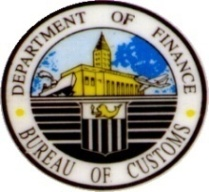 DEPARTMENT OF FINANCE
BUREAU OF CUSTOMS